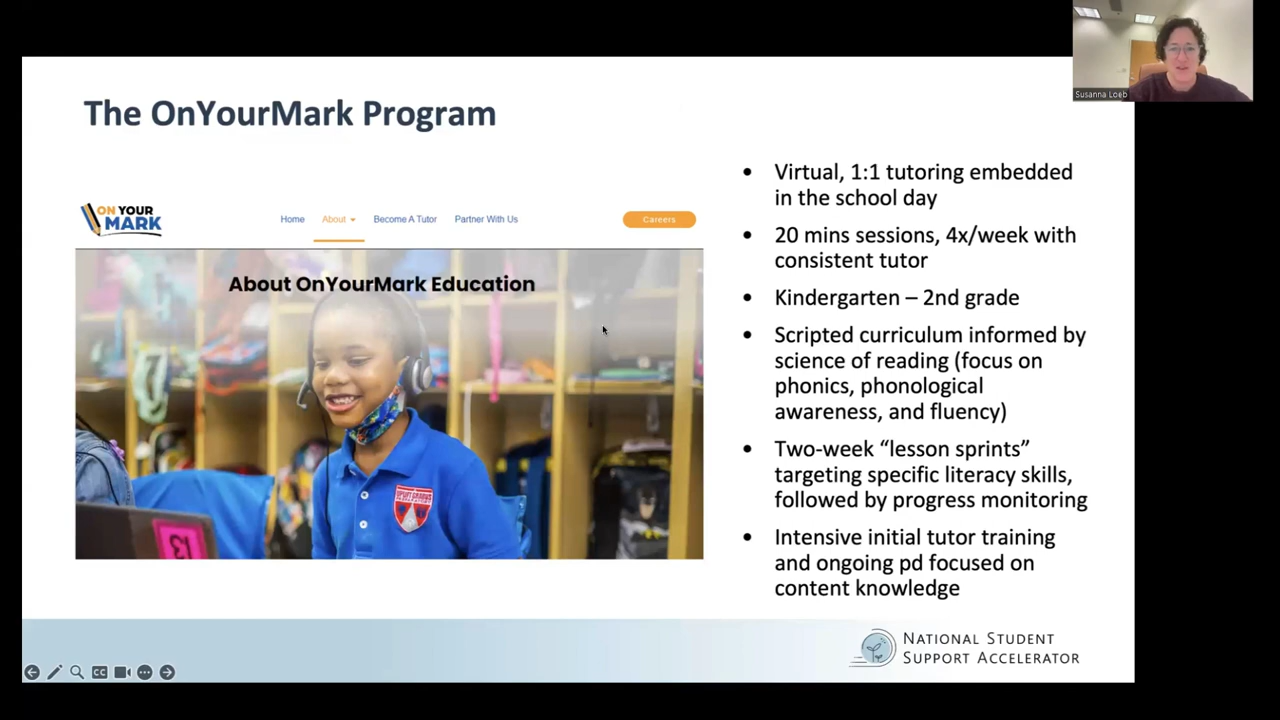 Susanna Loeb
The OnYourMark Program
ON YOUR
MARK
Home About Become A Tutor Partner With Us Careers
About OnYourMark Education
• Virtual, 1:1 tutoring embedded
in the school day
• 20 mins sessions, 4x/week with
consistent tutor
• Kindergarten – 2nd grade
• Scripted curriculum informed by
science of reading (focus on
phonics, phonological
awareness, and fluency)
• Two-week “lesson sprints”
targeting specific literacy skills,
followed by progress monitoring
• Intensive initial tutor training
and ongoing pd focused on
content knowledge
NATIONAL STUDENT
SUPPORT ACCELERATOR
CC